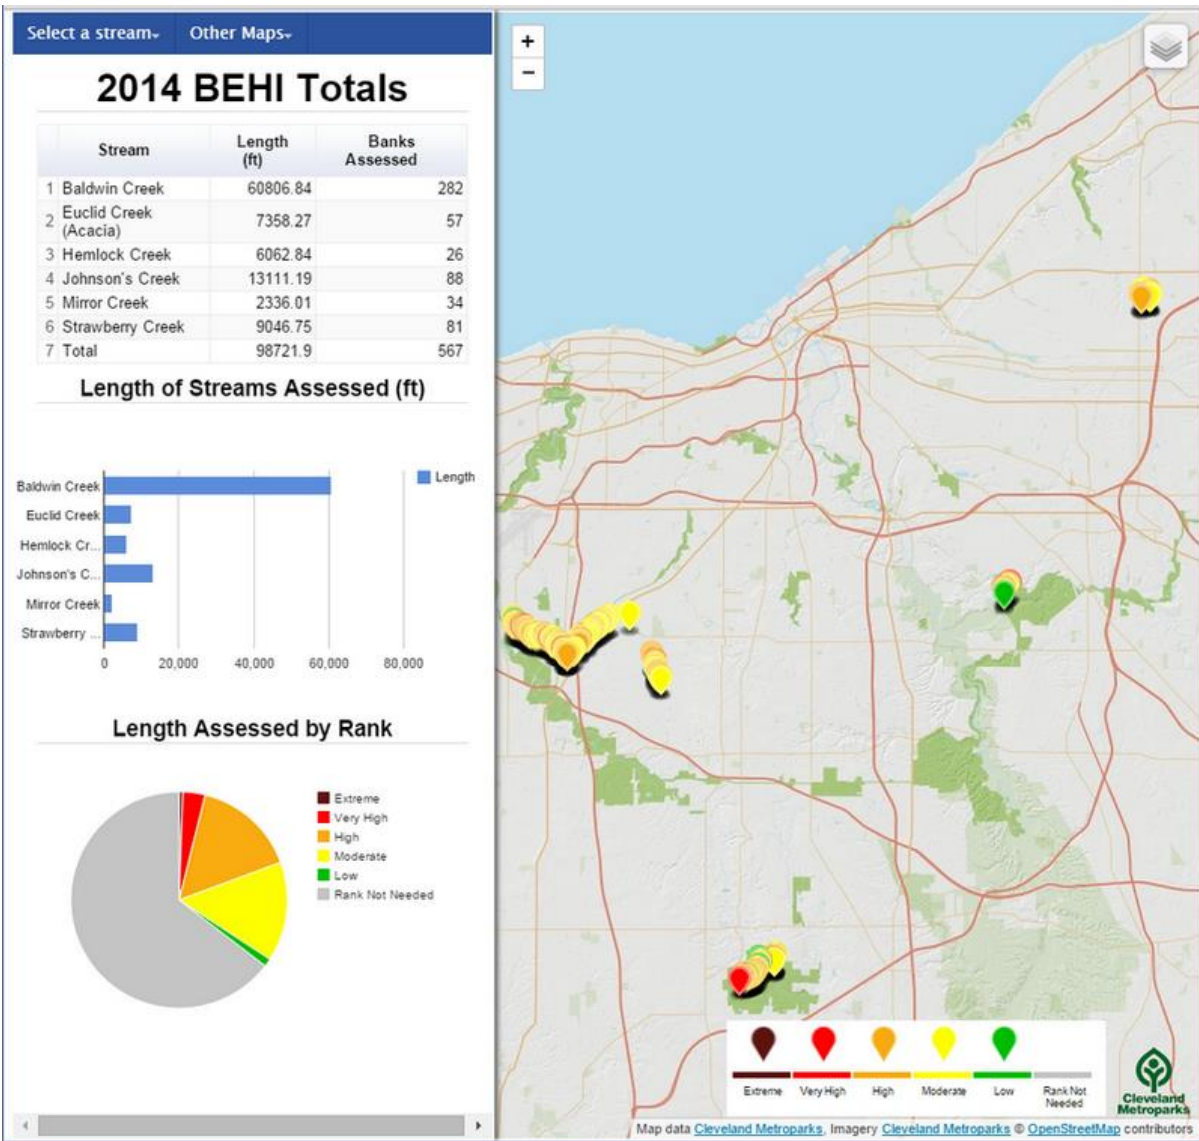 Select a stream
Other Maps
2014 BEHI Totals
Stream
Length
(ft)
Banks
Assessed
1 Baldwin Creek 60806.84 282
2 Euclid Creek
(Acacia) 7358.27 57
3 Hemlock Creek 6062.84 26
4 Johnson's Creek 13111.19 88
5 Mirror Creek 2336.01 34
6 Strawberry Creek 9046.75 81
7 Total 98721.9 567
Length of Streams Assessed (ft)
Length
Baldwin Creek
Euclid Creek
Hemlock Cr...
Johnson's C...
Mirror Creek
Strawberry ...
0 20,000 40,000 60,000 80,000
Length Assessed by Rank
Extreme
Very High
High
Moderate
Low
Rank Not Needed
+
−
Extreme Very High High Moderate Low Rank Not
Needed
Cleveland
Metroparks
Map data Cleveland Metroparks, Imagery Cleveland Metroparks © OpenStreetMap contributors